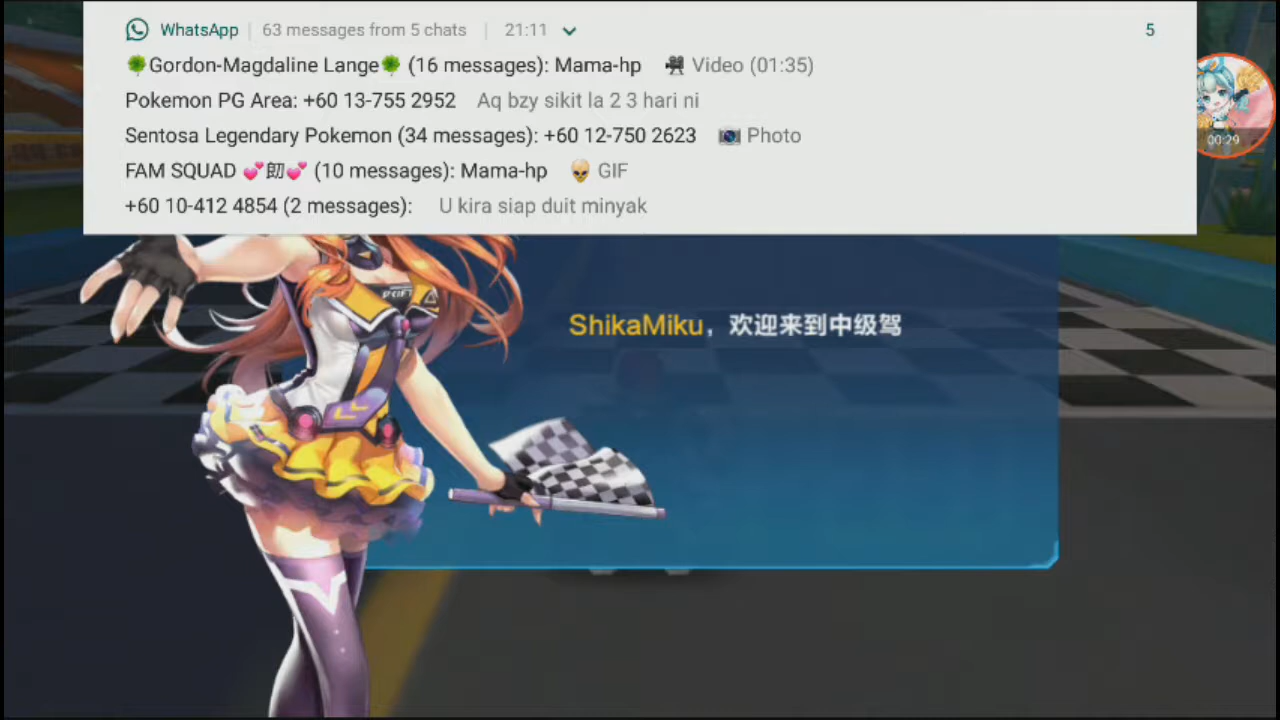 WhatsApp | 63 messages from 5 chats | 21:11 5
🍀Gordon-Magdaline Lange🍀 (16 messages): Mama-hp 🎥 Video (01:35)
Pokemon PG Area: +60 13-755 2952 Aq bzy sikit la 2 3 hari ni
Sentosa Legendary Pokemon (34 messages): +60 12-750 2623 📷 Photo
00:29
FAM SQUAD 💕㓞💕 (10 messages): Mama-hp 👾 GIF
+60 10-412 4854 (2 messages): U kira siap duit minyak
ShikaMiku，欢迎来到中级驾